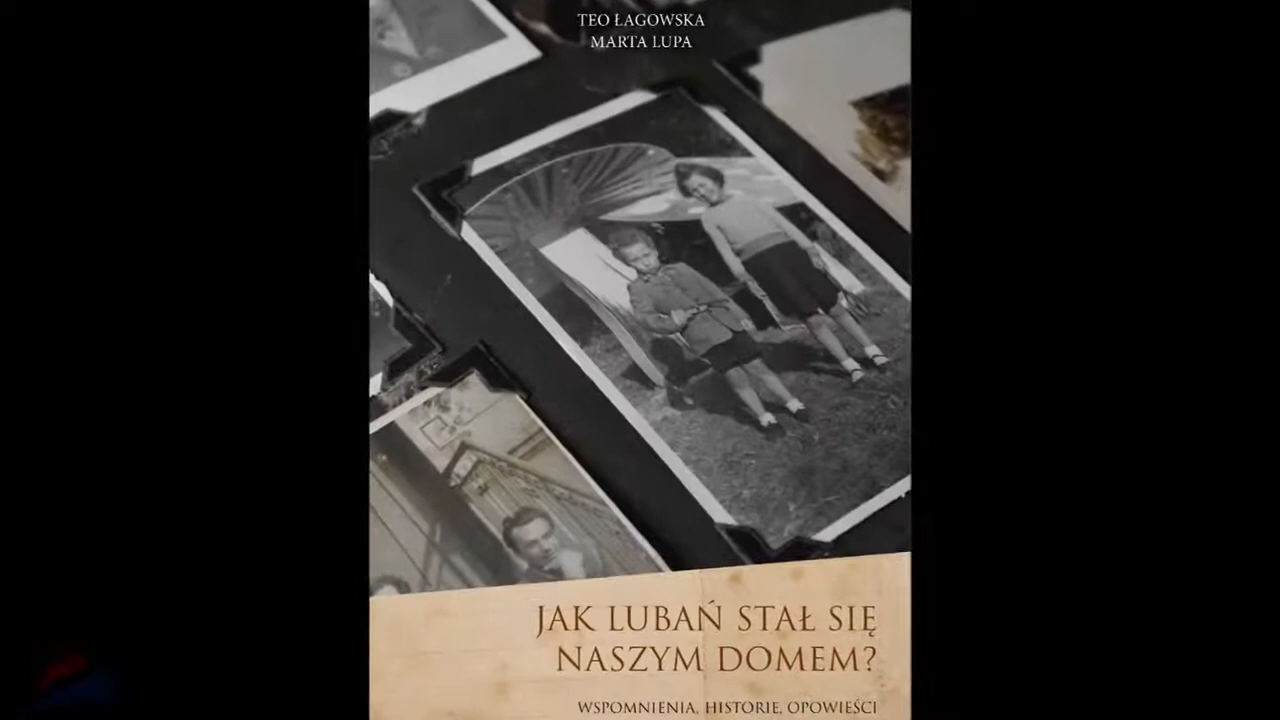 TEO ŁAGOWSKA
MARTA LUPA
JAK LUBAŃ STAŁ SIĘ
NASZYM DOMEM?
WSPOMNIENIA, HISTORIE, OPOWIEŚCI